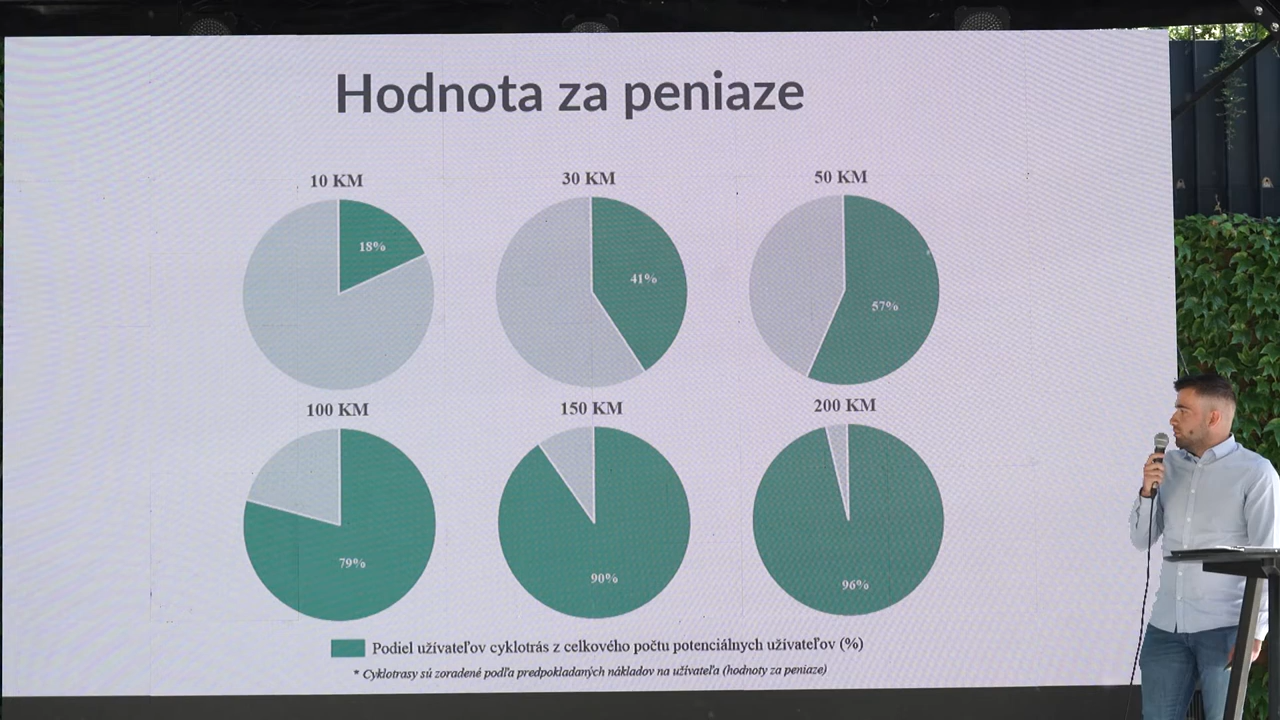 Hodnota za peniaze
10 KM
30 KM
50 KM
18%
41%
57%
100 KM
150 KM
200 KM
79%
90%
96%
Podiel užívateľov cyklotrás z celkového počtu potenciálnych užívateľov (%)
* Cyklotrasy sú zoradené podľa predpokladaných nákladov na užívateľa (hodnoty za peniaze)